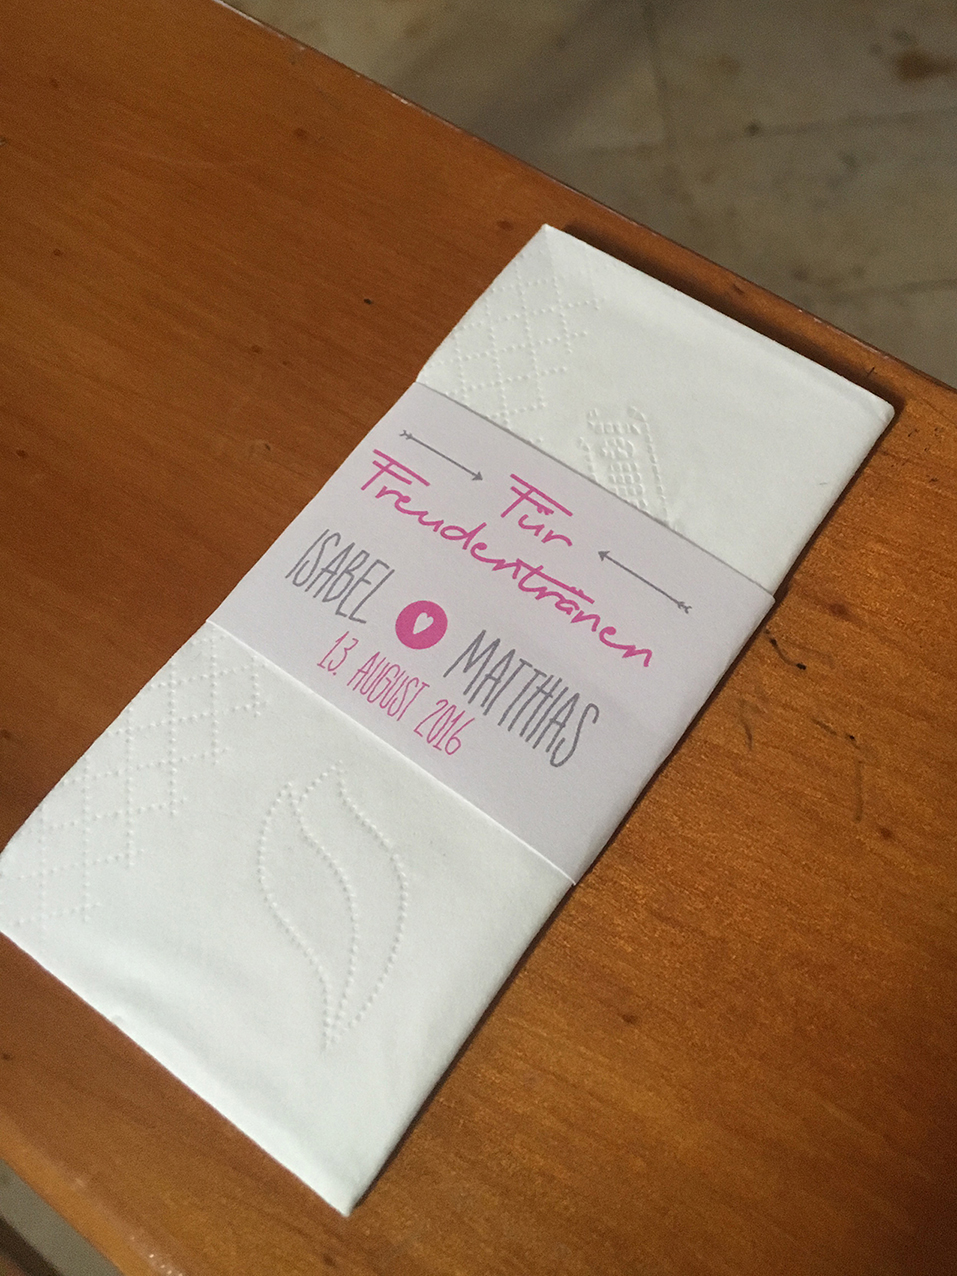 Für
Freudentränen
ISABEL
MATTHIAS
13. AUGUST 2016